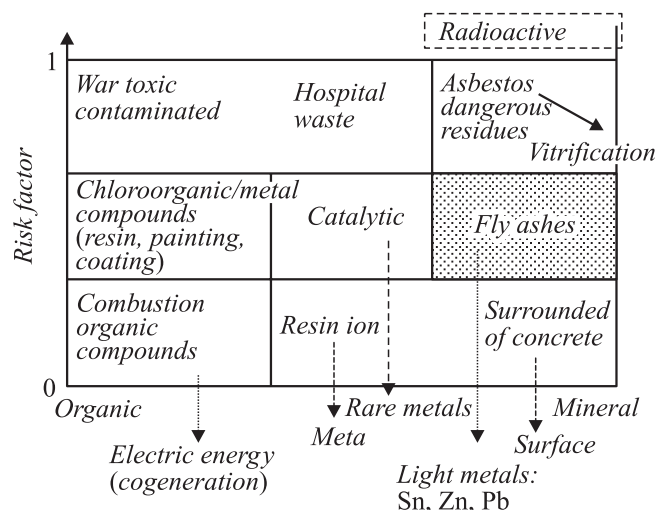 Radioactive
1
War toxic
contaminated
Hospital
waste
Asbestos
dangerous
residues
Vitrification
Risk factor
Chloroorganic/metal
compounds
(resin, painting,
coating)
Catalytic
Fly ashes
Combustion
organic
compounds
Resin ion
Surrounded
of concrete
0
Organic
Rare metals
Mineral
Meta
Surface
Electric energy
(cogeneration)
Light metals:
Sn, Zn, Pb